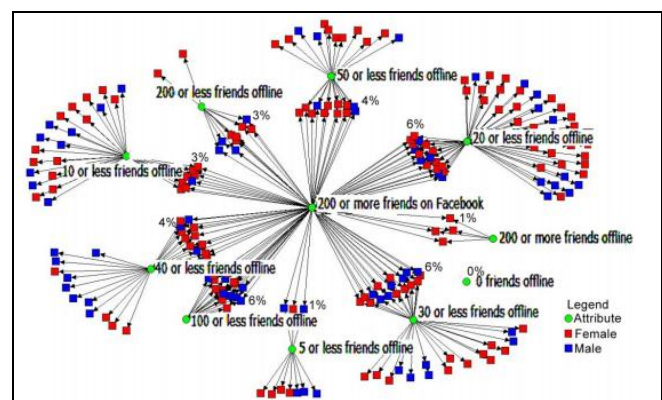 50 or less friends offline
4%
200 or less friends offline
3%
6%
20 or less friends offline
3%
10 or less friends offline
200 or more friends on Facebook
1%
4%
200 or more friends offline
40 or less friends offline
6%
0%
0 friends offline
6%
1%
100 or less friends offline
30 or less friends offline
5 or less friends offline
Legend
Attribute
Female
Male